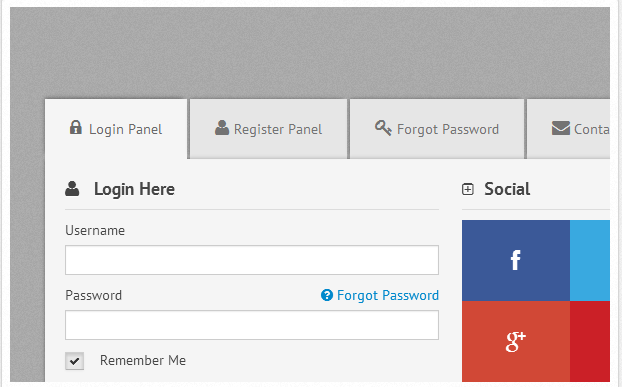 Login Panel
Register Panel
Forgot Password
Conta
Login Here
Social
Username
Password
Forgot Password
Remember Me